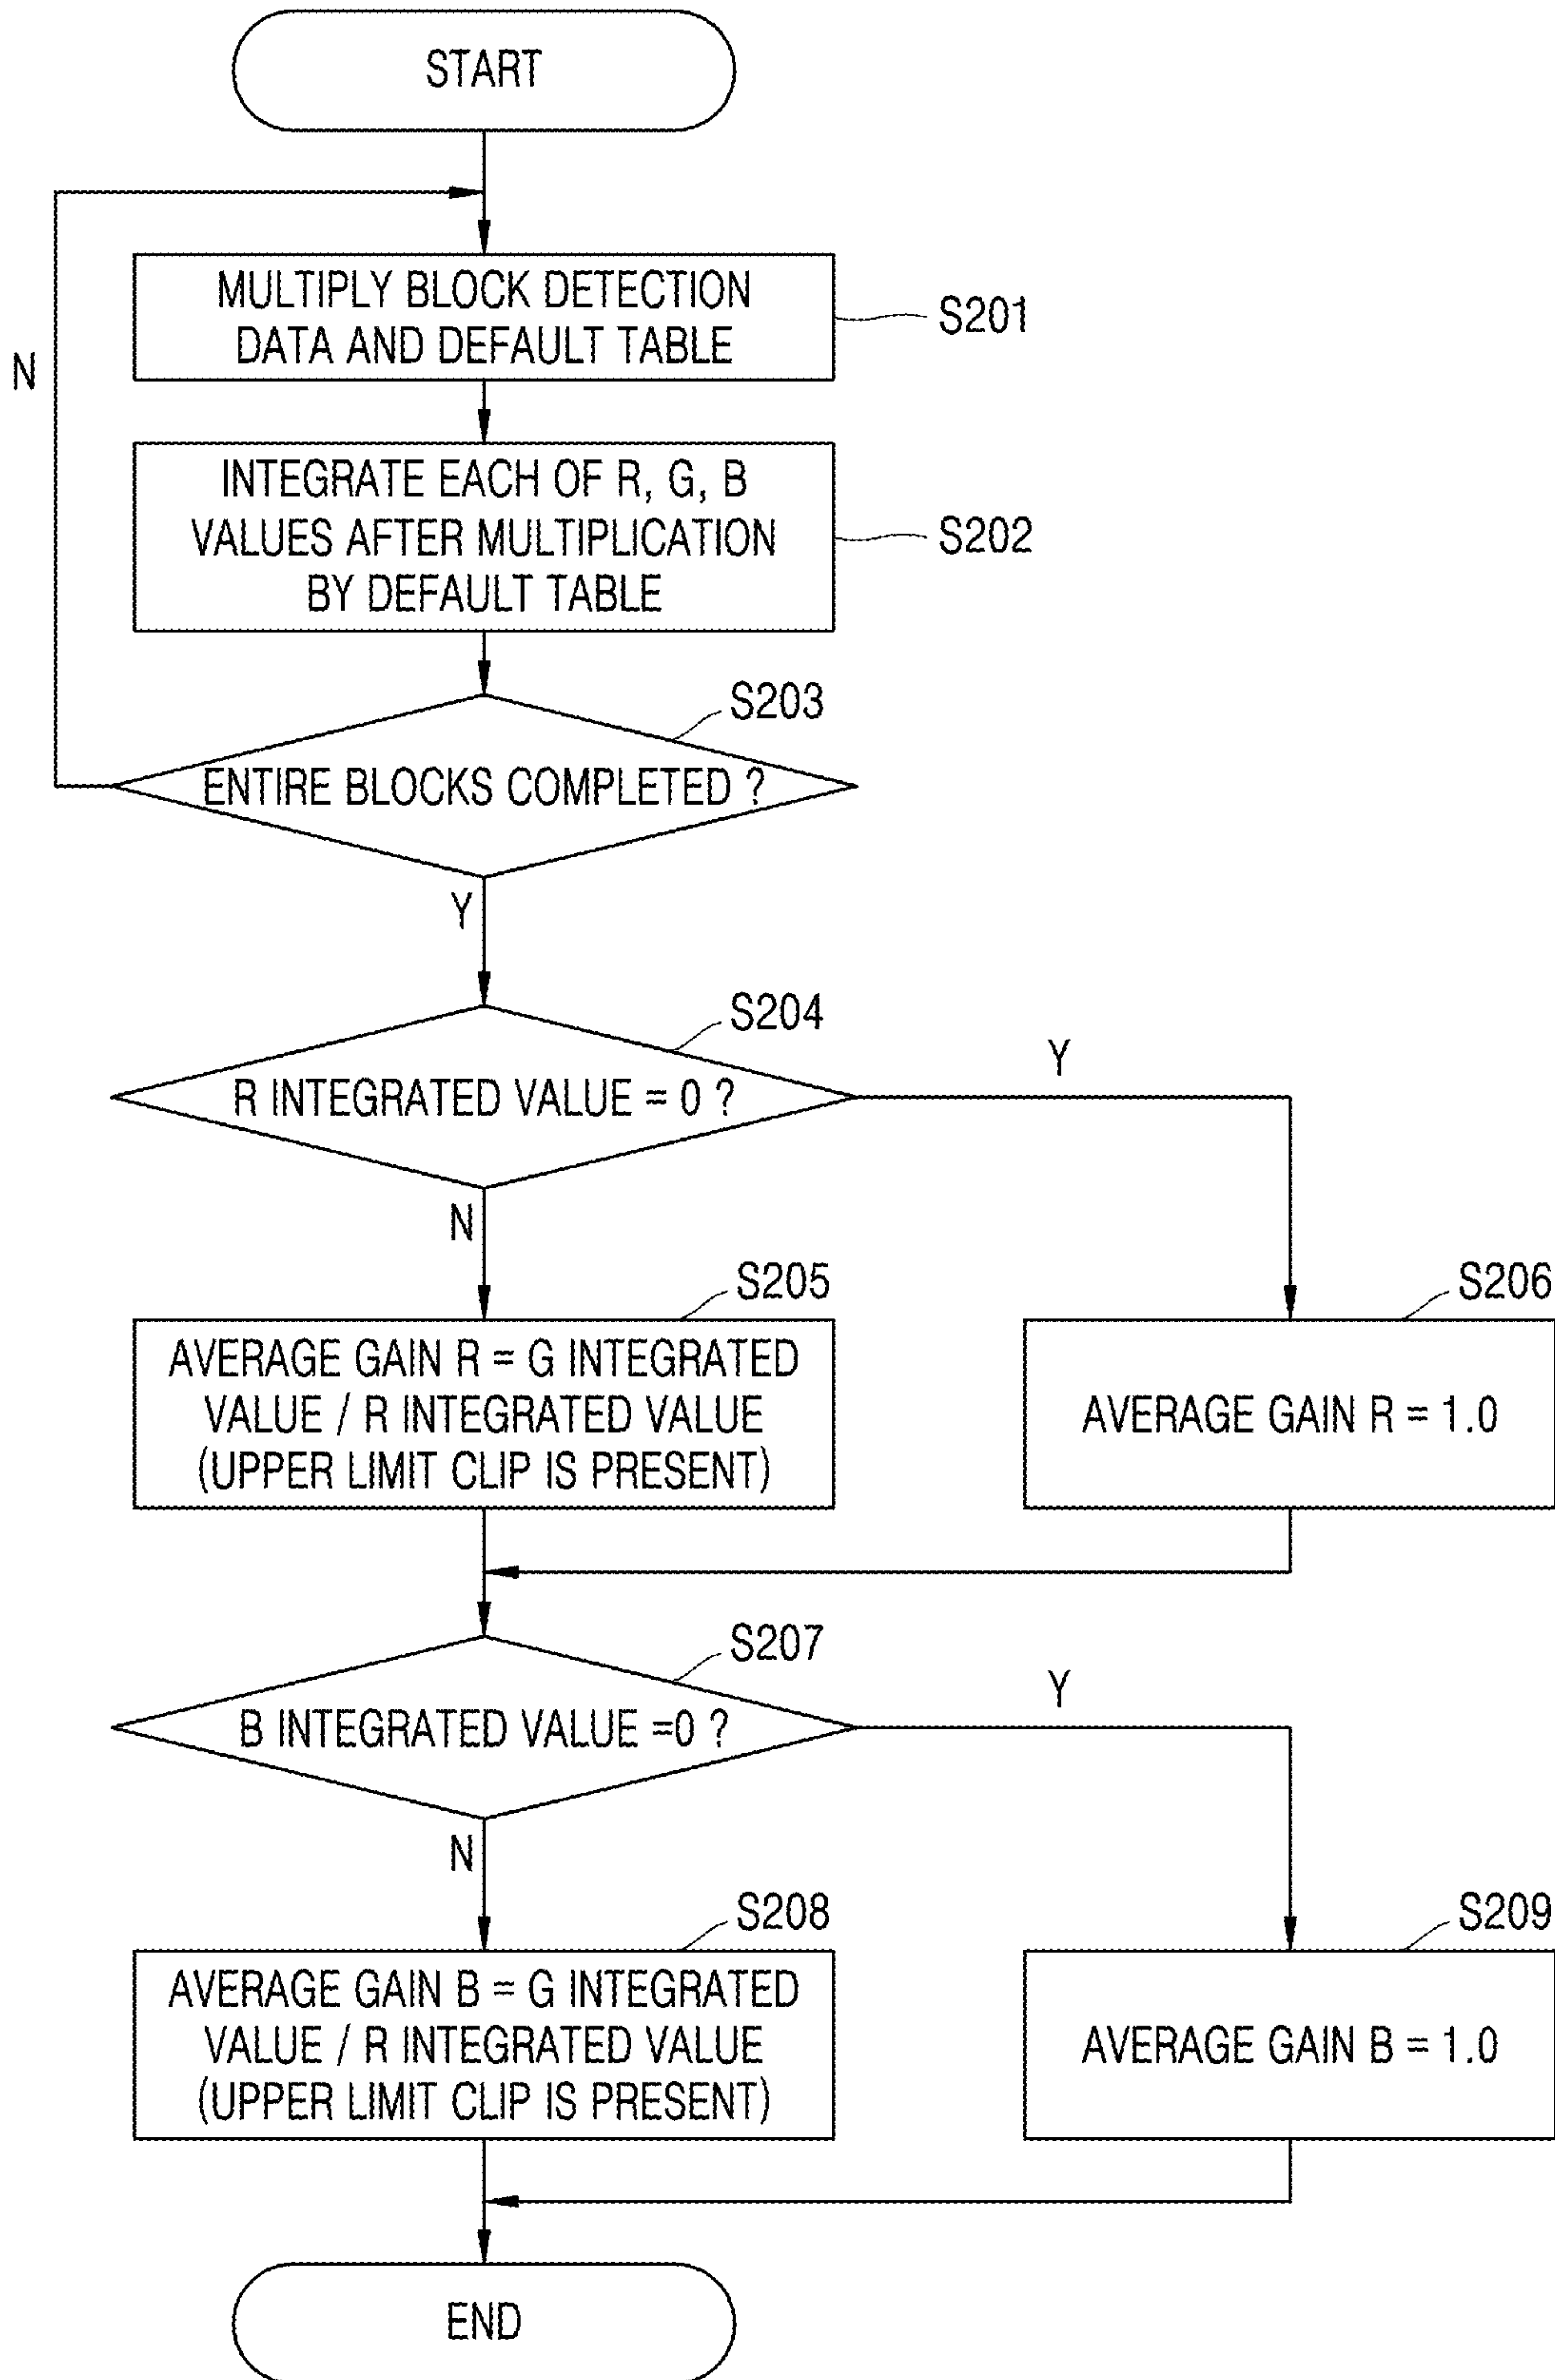 START
MULTIPLY BLOCK DETECTION
DATA AND DEFAULT TABLE
S201
N
INTEGRATE EACH OF R, G, B
VALUES AFTER MULTIPLICATION
BY DEFAULT TABLE
S202
S203
ENTIRE BLOCKS COMPLETED ?
Y
S204
R INTEGRATED VALUE = 0 ?
Y
N
S205
AVERAGE GAIN R = G INTEGRATED
VALUE / R INTEGRATED VALUE
(UPPER LIMIT CLIP IS PRESENT)
S206
AVERAGE GAIN R = 1.0
S207
B INTEGRATED VALUE =0 ?
Y
N
S208
AVERAGE GAIN B = G INTEGRATED
VALUE / R INTEGRATED VALUE
(UPPER LIMIT CLIP IS PRESENT)
S209
AVERAGE GAIN B = 1.0
END